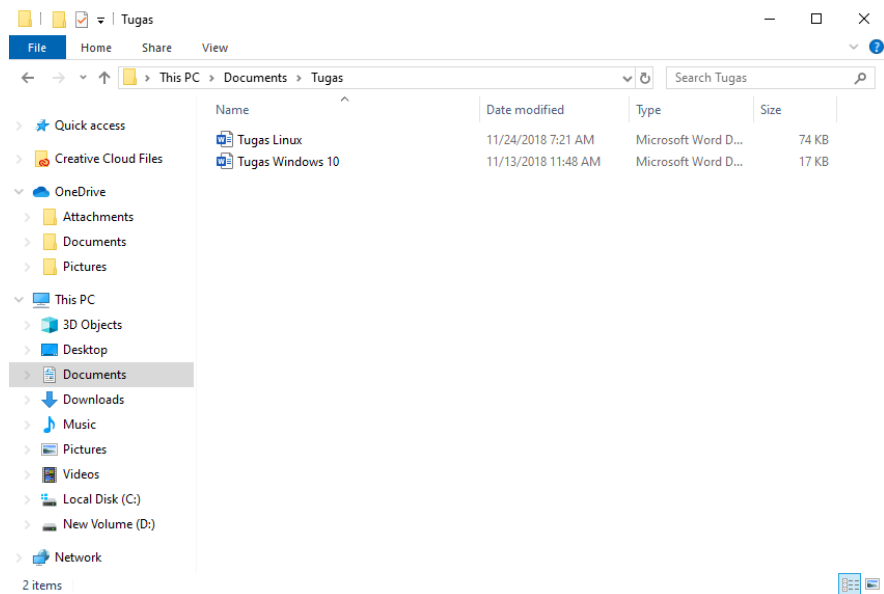 Tugas
File Home Share View
This PC > Documents > Tugas Search Tugas
Name Date modified Type Size
Tugas Linux 11/24/2018 7:21 AM Microsoft Word D... 74 KB
Tugas Windows 10 11/13/2018 11:48 AM Microsoft Word D... 17 KB
Quick access
Creative Cloud Files
OneDrive
Attachments
Documents
Pictures
This PC
3D Objects
Desktop
Documents
Downloads
Music
Pictures
Videos
Local Disk (C:)
New Volume (D:)
Network
2 items